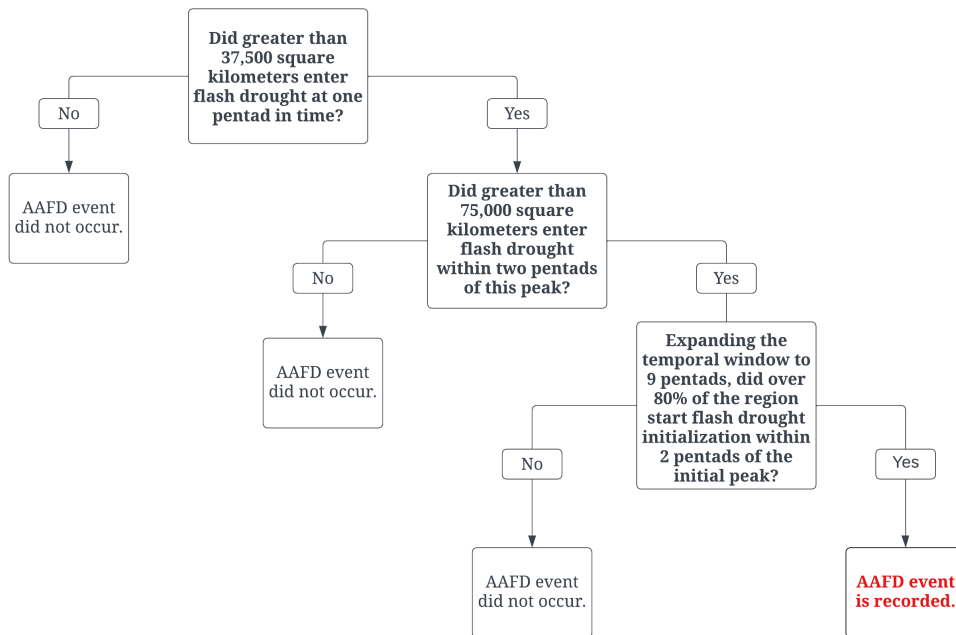 Did greater than
37,500 square
kilometers enter
flash drought at one
pentad in time?
No
Yes
AAFD event
did not occur.
Did greater than
75,000 square
kilometers enter
flash drought
within two pentads
of this peak?
No
Yes
AAFD event
did not occur.
Expanding the
temporal window to
9 pentads, did over
80% of the region
start flash drought
initialization within
2 pentads of the
initial peak?
No
Yes
AAFD event
did not occur.
AAFD event
is recorded.